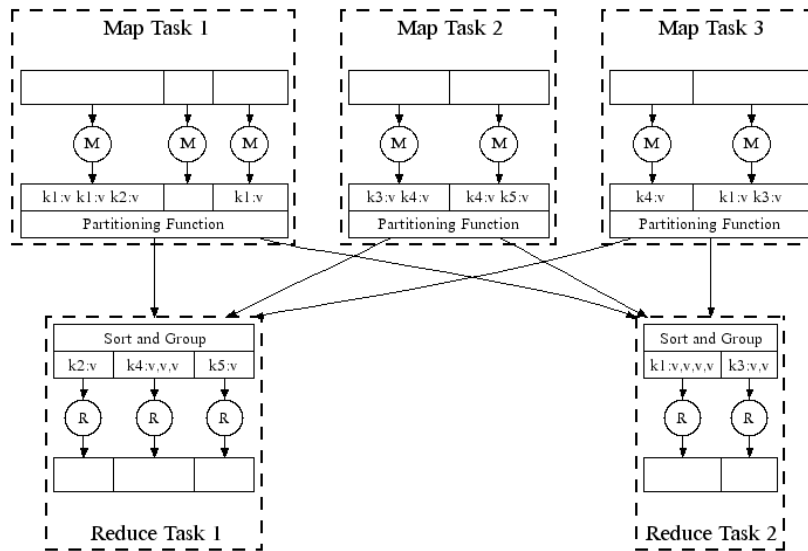 Map Task 1
Map Task 2
Map Task 3
M M M
M M
M M
k1:v k1:v k2:v
k1:v
k3:v k4:v
k4:v k5:v
k4:v
k1:v k3:v
Partitioning Function
Partitioning Function
Partitioning Function
Sort and Group
Sort and Group
k2:v
k4:v,v,v
k5:v
k1:v,v,v,v
k3:v,v
R R R
R R
Reduce Task 1
Reduce Task 2